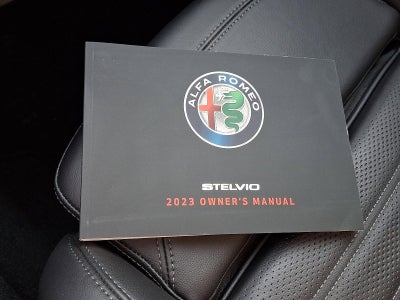 ALFA ROMEO
STELVIO
2023 OWNER'S MANUAL